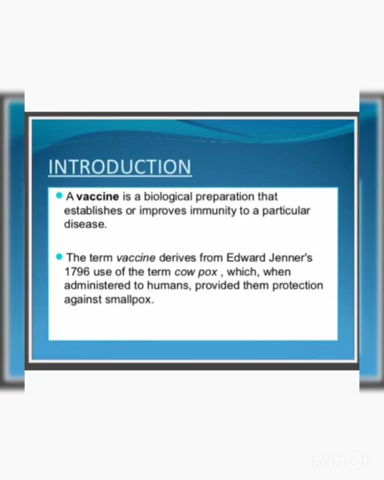 INTRODUCTION
A vaccine is a biological preparation that
establishes or improves immunity to a particular
disease.
The term vaccine derives from Edward Jenner's
1796 use of the term cow pox , which, when
administered to humans, provided them protection
against smallpox.
InShOt